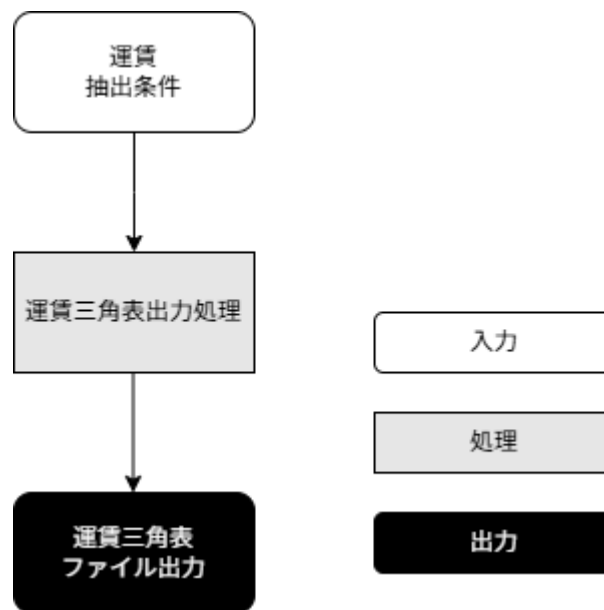 運賃
抽出条件
運賃三角表出力処理
運賃三角表
ファイル出力
入力
処理
出力